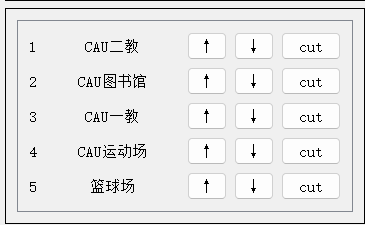 1 CAU二教 ↑ ↓ cut
2 CAU图书馆 ↑ ↓ cut
3 CAU一教 ↑ ↓ cut
4 CAU运动场 ↑ ↓ cut
5 篮球场 ↑ ↓ cut